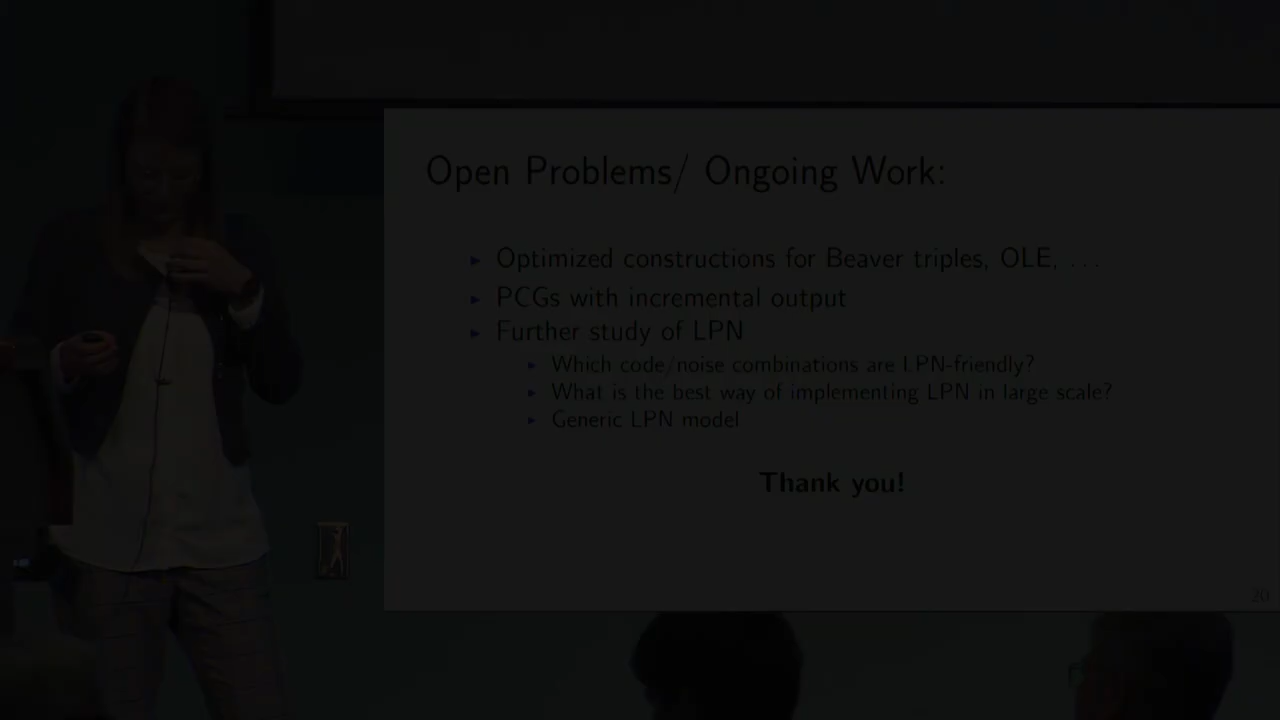 Open Problems/ Ongoing Work:
▸ Optimized constructions for Beaver triples, OLE, ...
▸ PCGs with incremental output
▸ Further study of LPN
▸ Which code/noise combinations are LPN-friendly?
▸ What is the best way of implementing LPN in large scale?
▸ Generic LPN model
Thank you!
20